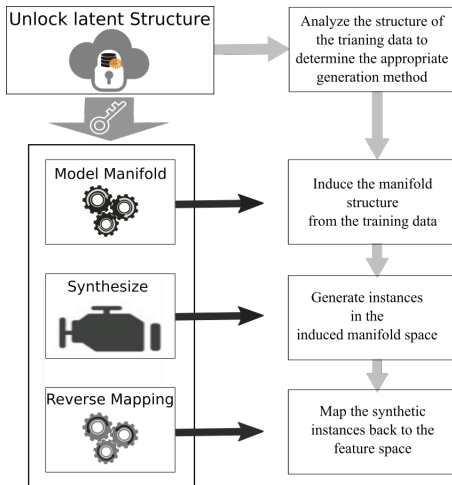 Unlock latent Structure
Analyze the structure of
the trianing data to
determine the appropriate
generation method
Model Manifold
Induce the manifold
structure
from the training data
Synthesize
Generate instances
in the
induced manifold space
Reverse Mapping
Map the synthetic
instances back to the
feature space